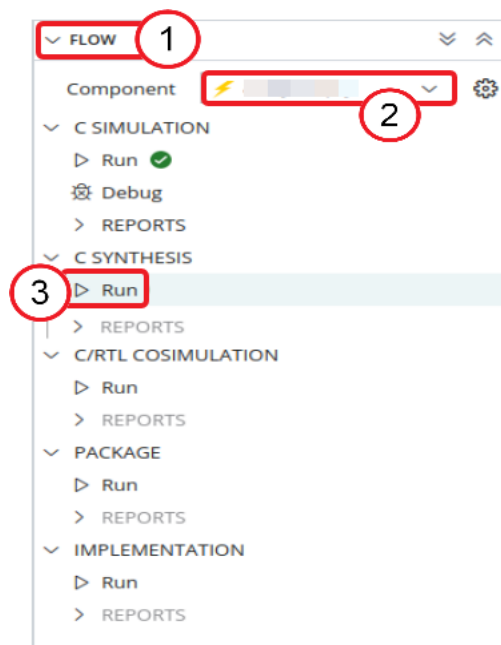 FLOW 1
Component 2
C SIMULATION
Run
Debug
REPORTS
C SYNTHESIS
3 Run
REPORTS
C/RTL COSIMULATION
Run
REPORTS
PACKAGE
Run
REPORTS
IMPLEMENTATION
Run
REPORTS